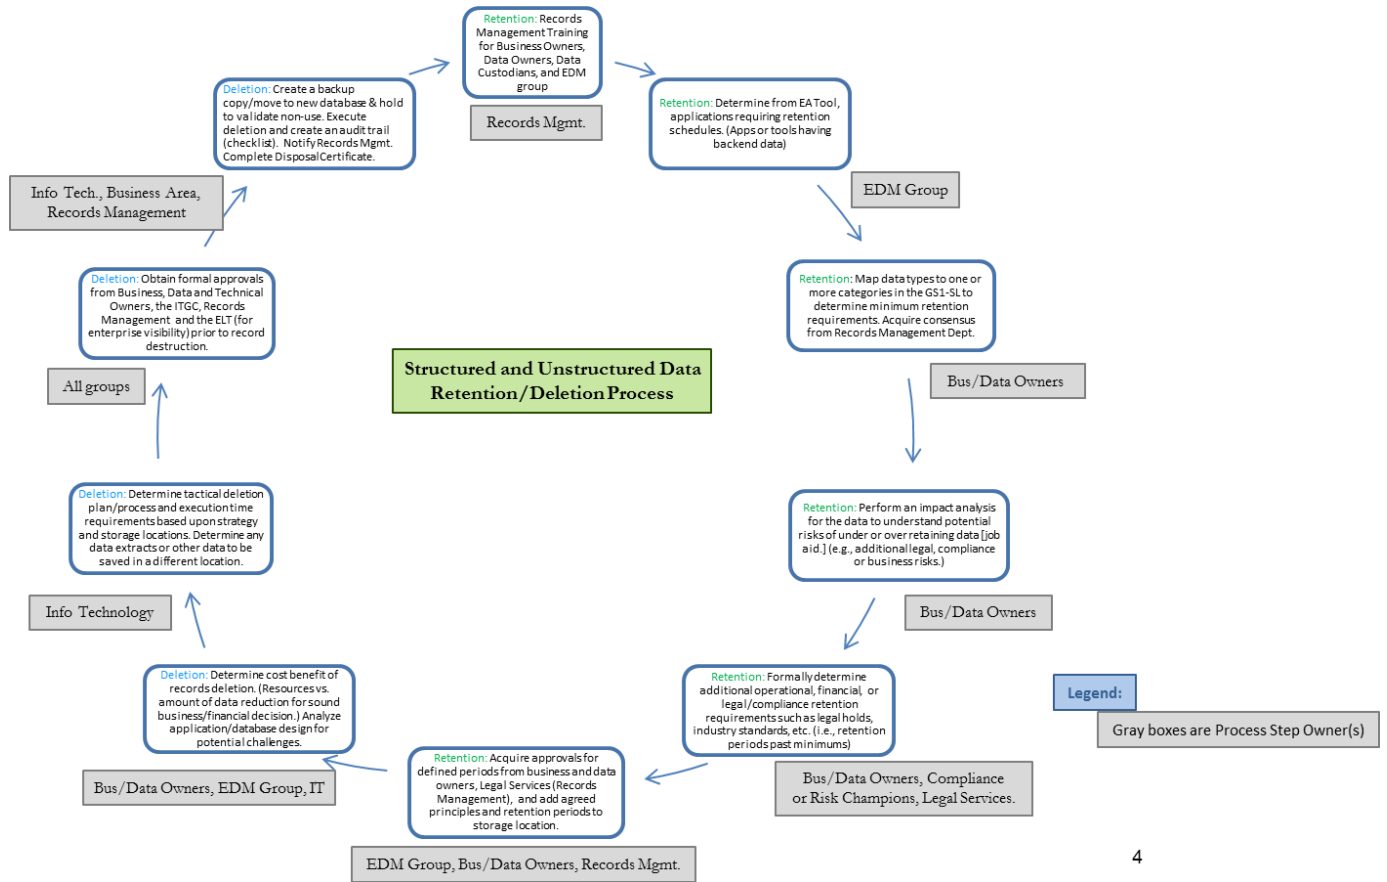 Retention: Records
Management Training
for Business Owners,
Data Owners, Data
Custodians, and EDM
group
Records Mgmt.
Retention: Determine from EA Tool,
applications requiring retention
schedules. (Apps or tools having
backend data)
EDM Group
Retention: Map data types to one or
more categories in the GS1-SL to
determine minimum retention
requirements. Acquire consensus
from Records Management Dept.
Bus/Data Owners
Retention: Perform an impact analysis
for the data to understand potential
risks of under or over retaining data [job
aid.] (e.g., additional legal, compliance
or business risks.)
Bus/Data Owners
Retention: Formally determine
additional operational, financial, or
legal/compliance retention
requirements such as legal holds,
industry standards, etc. (i.e., retention
periods past minimums)
Bus/Data Owners, Compliance
or Risk Champions, Legal Services.
Retention: Acquire approvals for
defined periods from business and data
owners, Legal Services (Records
Management), and add agreed
principles and retention periods to
storage location.
EDM Group, Bus/Data Owners, Records Mgmt.
Deletion: Determine cost benefit of
records deletion. (Resources vs.
amount of data reduction for sound
business/financial decision.) Analyze
application/database design for
potential challenges.
Bus/Data Owners, EDM Group, IT
Deletion: Determine tactical deletion
plan/process and execution time
requirements based upon strategy
and storage locations. Determine any
data extracts or other data to be
saved in a different location.
Info Technology
Deletion: Obtain formal approvals
from Business, Data and Technical
Owners, the ITGC, Records
Management and the ELT (for
enterprise visibility) prior to record
destruction.
All groups
Deletion: Create a backup
copy/move to new database & hold
to validate non-use. Execute
deletion and create an audit trail
(checklist). Notify Records Mgmt.
Complete Disposal Certificate.
Info Tech., Business Area,
Records Management
Structured and Unstructured Data
Retention/Deletion Process
Legend:
Gray boxes are Process Step Owner(s)
4